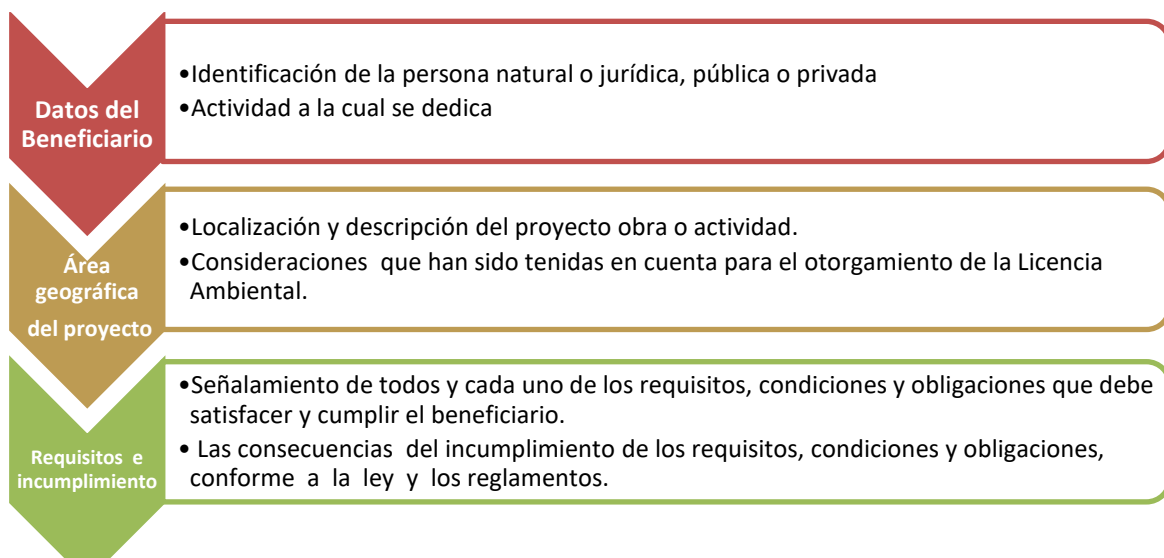 Datos del
Beneficiario
•Identificación de la persona natural o jurídica, pública o privada
•Actividad a la cual se dedica
Área
geográfica
del proyecto
•Localización y descripción del proyecto obra o actividad.
•Consideraciones que han sido tenidas en cuenta para el otorgamiento de la Licencia
Ambiental.
Requisitos e
incumplimiento
•Señalamiento de todos y cada uno de los requisitos, condiciones y obligaciones que debe
satisfacer y cumplir el beneficiario.
• Las consecuencias del incumplimiento de los requisitos, condiciones y obligaciones,
conforme a la ley y los reglamentos.